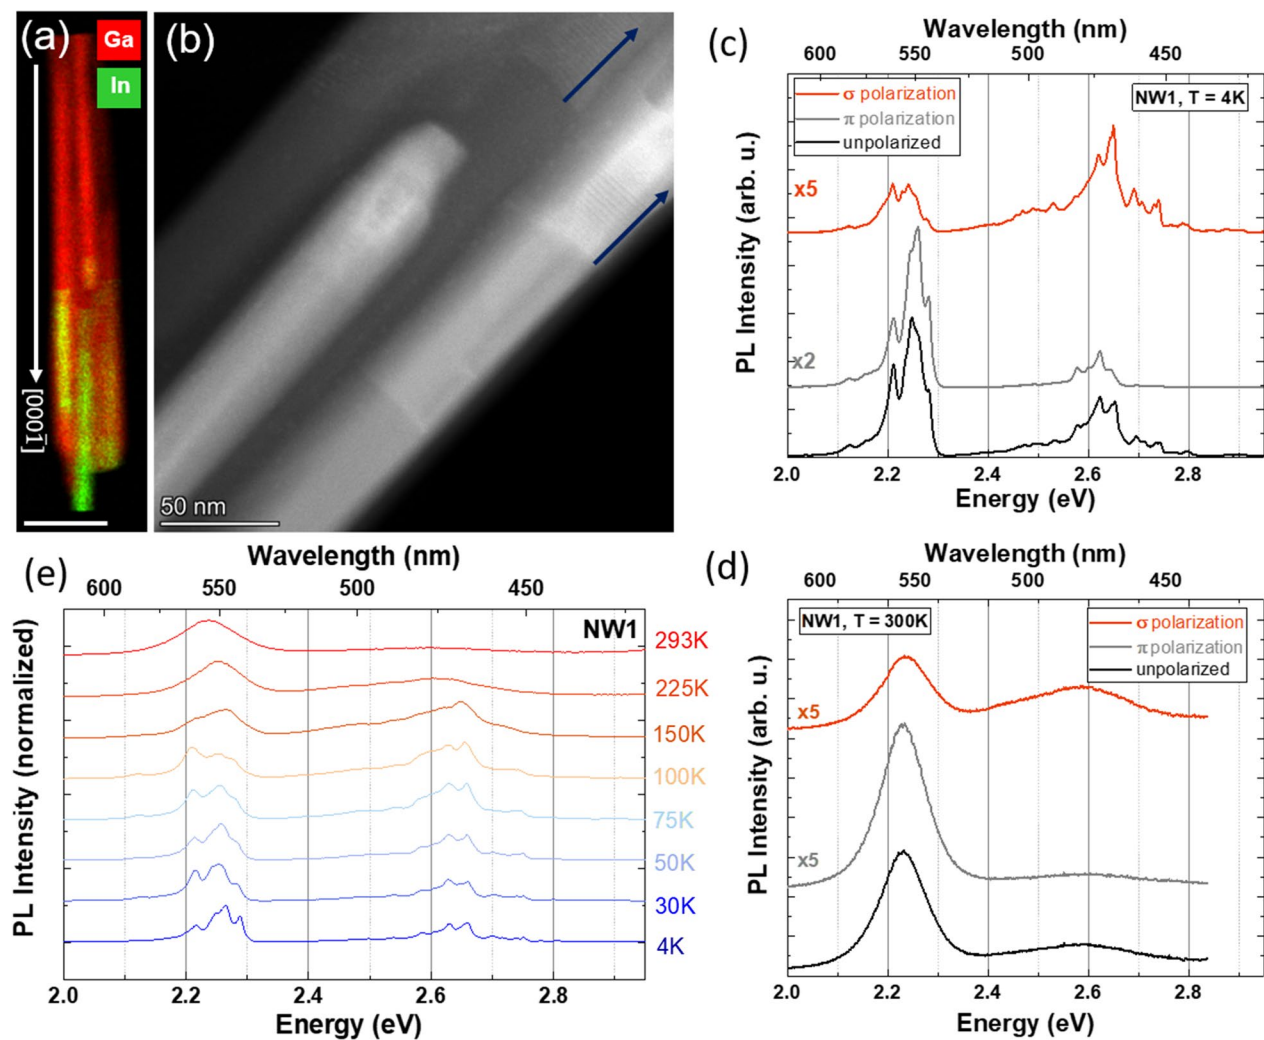 (a)
Ga
In
[0001̄]
(b)
50 nm
(c)
Wavelength (nm)
600 550 500 450
σ polarization
π polarization
unpolarized
NW1, T = 4K
x5
x2
PL Intensity (arb. u.)
2.0 2.2 2.4 2.6 2.8
Energy (eV)
(e)
Wavelength (nm)
600 550 500 450
NW1
293K
225K
150K
100K
75K
50K
30K
4K
PL Intensity (normalized)
2.0 2.2 2.4 2.6 2.8
Energy (eV)
(d)
Wavelength (nm)
600 550 500 450
NW1, T = 300K
σ polarization
π polarization
unpolarized
x5
x5
PL Intensity (arb. u.)
2.0 2.2 2.4 2.6 2.8
Energy (eV)